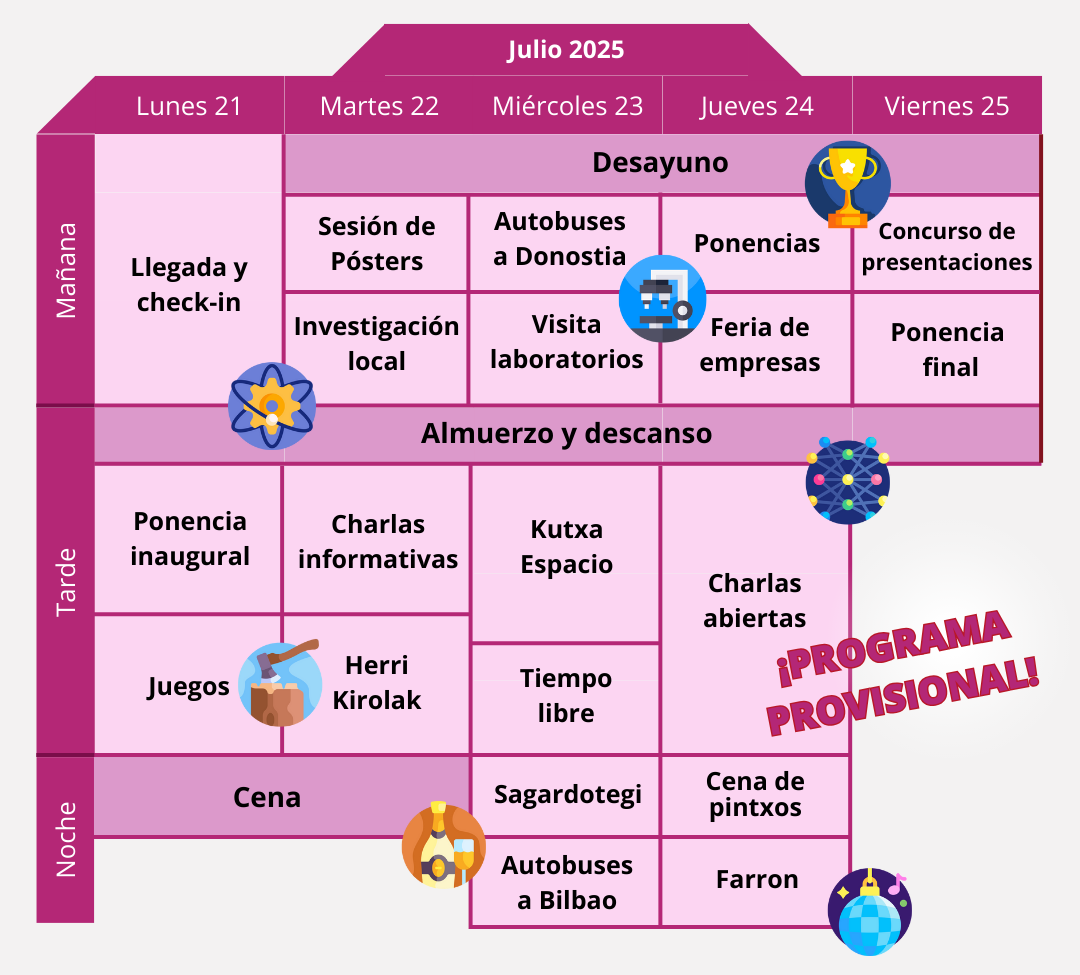 Julio 2025
Lunes 21
Martes 22
Miércoles 23
Jueves 24
Viernes 25
Mañana
Desayuno
Llegada y
check-in
Sesión de
Pósters
Autobuses
a Donostia
Ponencias
Concurso de
presentaciones
Investigación
local
Visita
laboratorios
Feria de
empresas
Ponencia
final
Almuerzo y descanso
Tarde
Ponencia
inaugural
Charlas
informativas
Kutxa
Espacio
Charlas
abiertas
Juegos
Herri
Kirolak
Tiempo
libre
¡PROGRAMA
PROVISIONAL!
Noche
Cena
Sagardotegi
Cena de
pintxos
Autobuses
a Bilbao
Farron